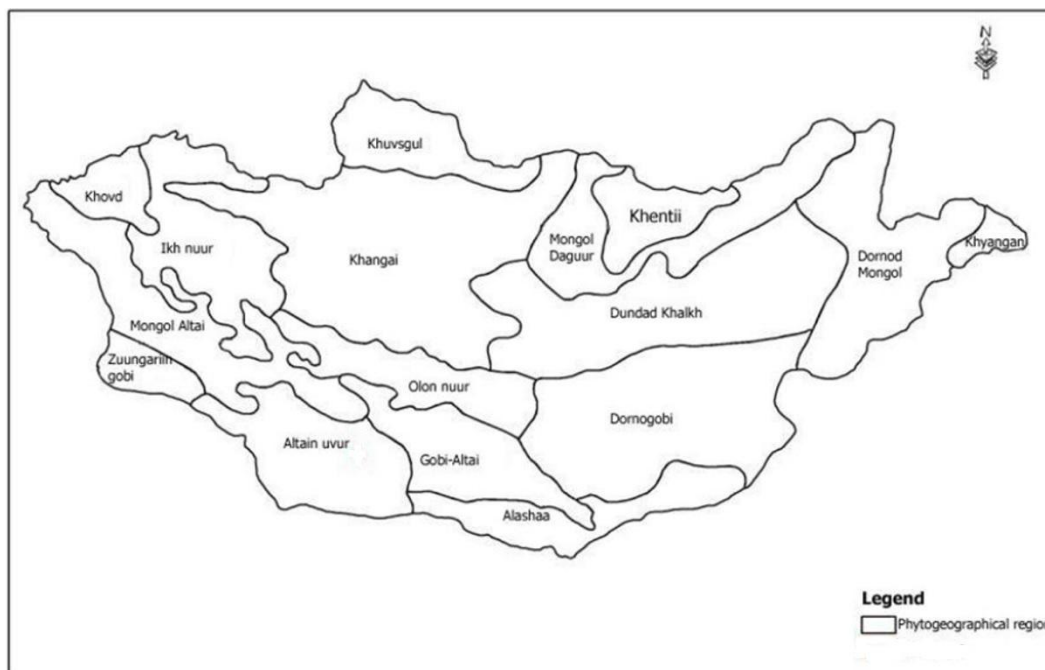 N
Khuvsgul
Khovd
Khentii
Ikh nuur
Khangai
Mongol
Daguur
Khyangan
Dornod
Mongol
Dundad Khalkh
Mongol Altai
Zuungariin
gobi
Olon nuur
Dornogobi
Altain uvur
Gobi-Altai
Alashaa
Legend
Phytogeographical region